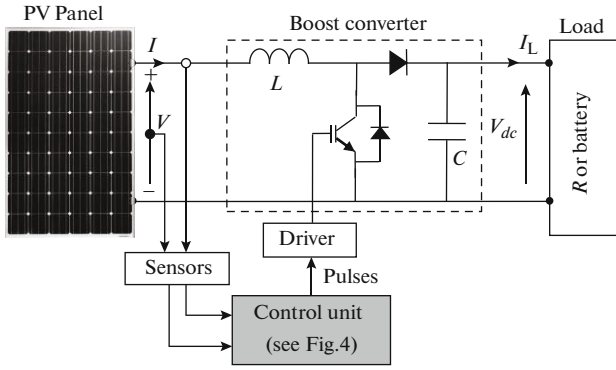 PV Panel
Boost converter
Load
I
I_L
+
L
V
V_dc
C
−
R or battery
Driver
Sensors
Pulses
Control unit
(see Fig.4)